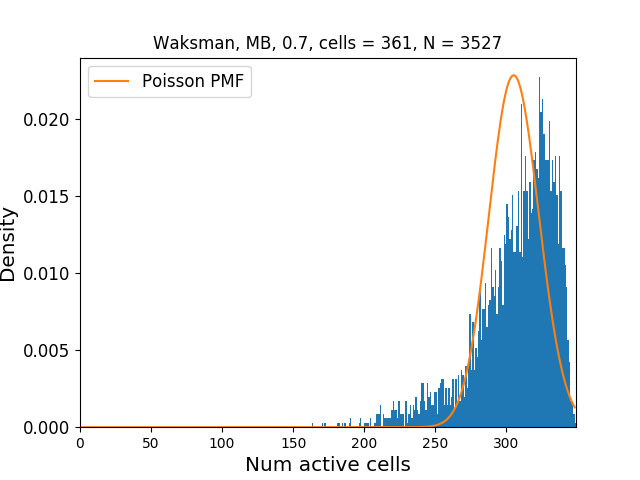 Waksman, MB, 0.7, cells = 361, N = 3527
Poisson PMF
Density
0.020
0.015
0.010
0.005
0.000
0 50 100 150 200 250 300
Num active cells